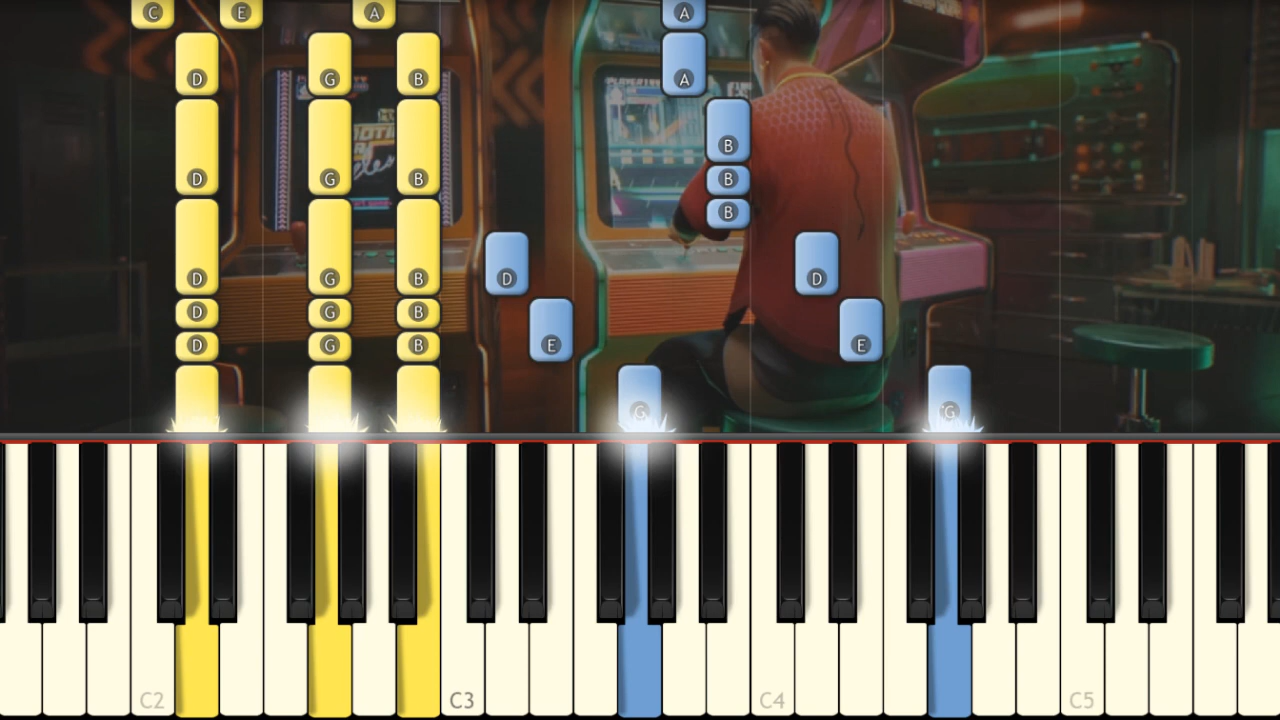 C E A A
D G B A
B
D G B B
B
D G B D D
D G B E E
D G B
G G
C2 C3 C4 C5